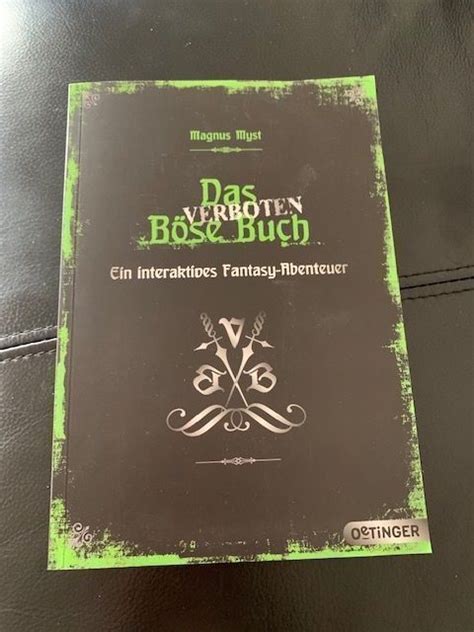 Magnus Myst
Das
VERBOTEN
Böse Buch
Ein interaktives Fantasy-Abenteuer
V
B B
OETINGER